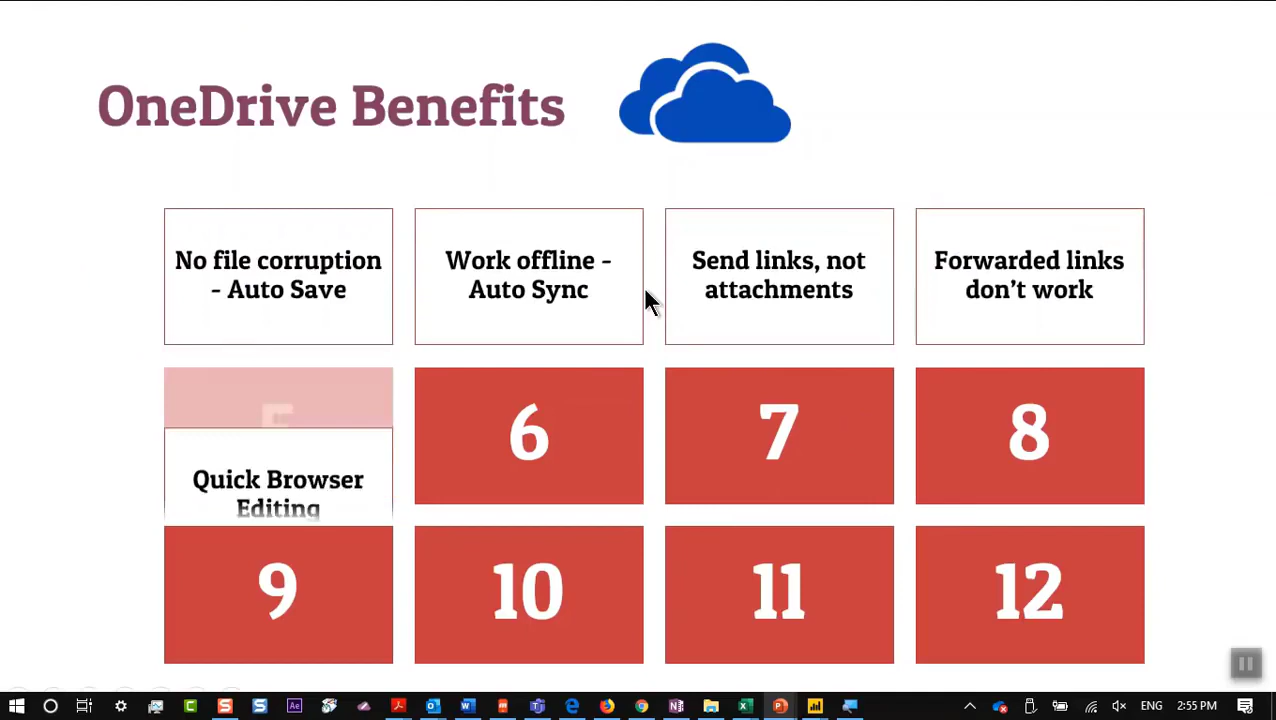 OneDrive Benefits
No file corruption
- Auto Save
Work offline -
Auto Sync
Send links, not
attachments
Forwarded links
don’t work
5
Quick Browser
Editing
6
7
8
9
10
11
12
ENG
2:55 PM